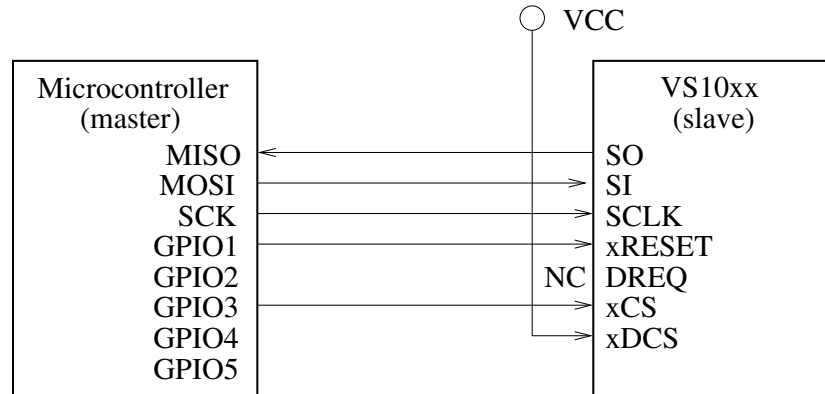 VCC
Microcontroller
(master)
MISO
MOSI
SCK
GPIO1
GPIO2
GPIO3
GPIO4
GPIO5
VS10xx
(slave)
SO
SI
SCLK
xRESET
NC DREQ
xCS
xDCS